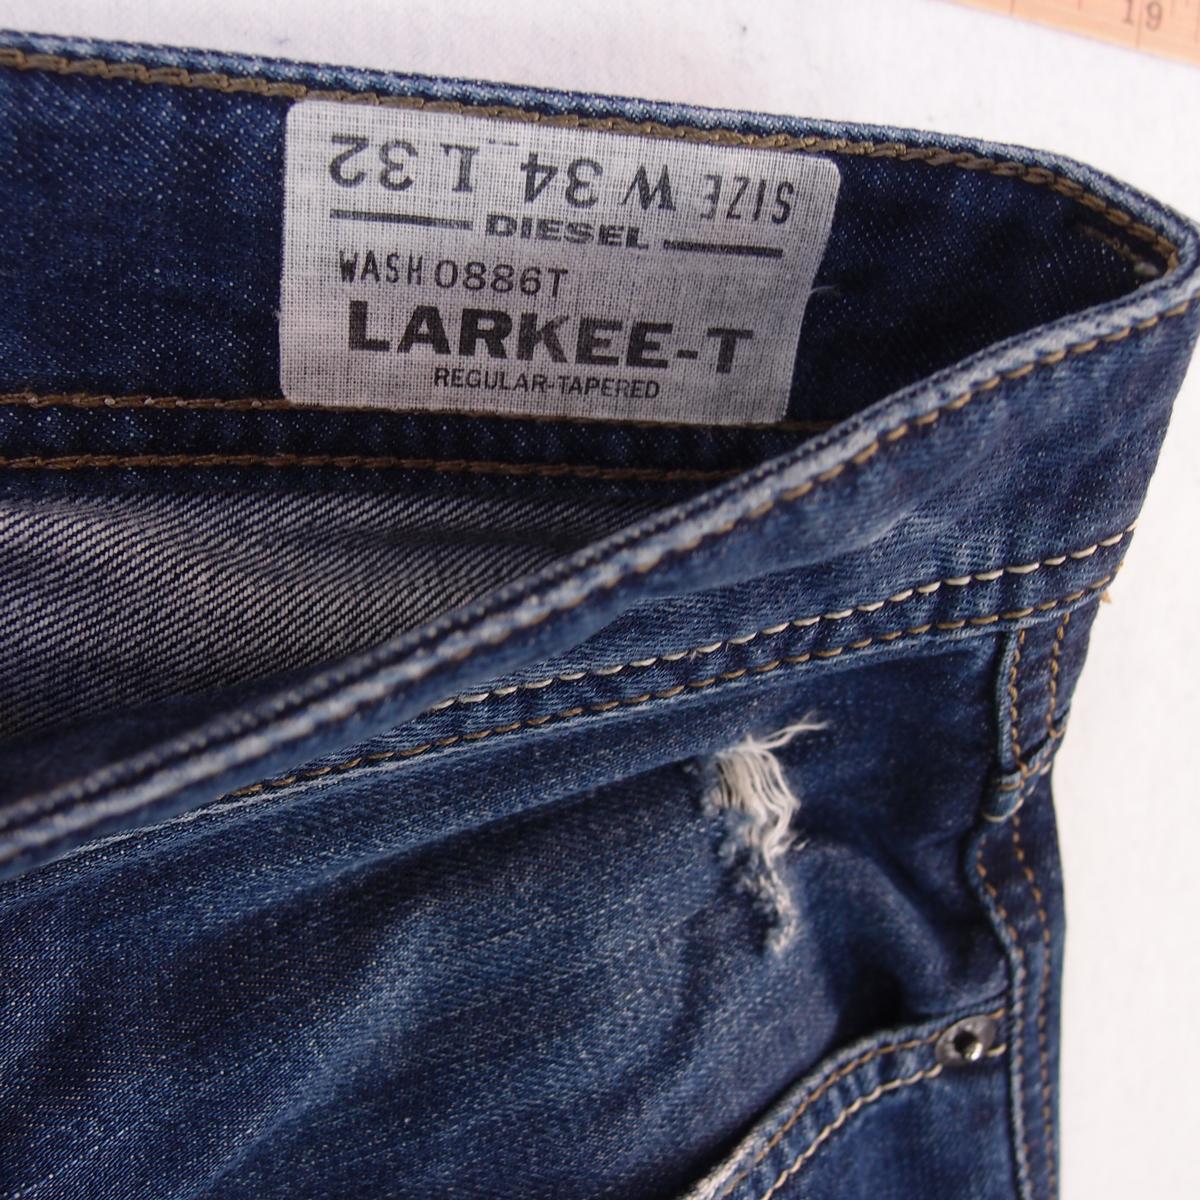 SIZE W 34 L 32
DIESEL
WASH 0886T
LARKEE-T
REGULAR-TAPERED
19